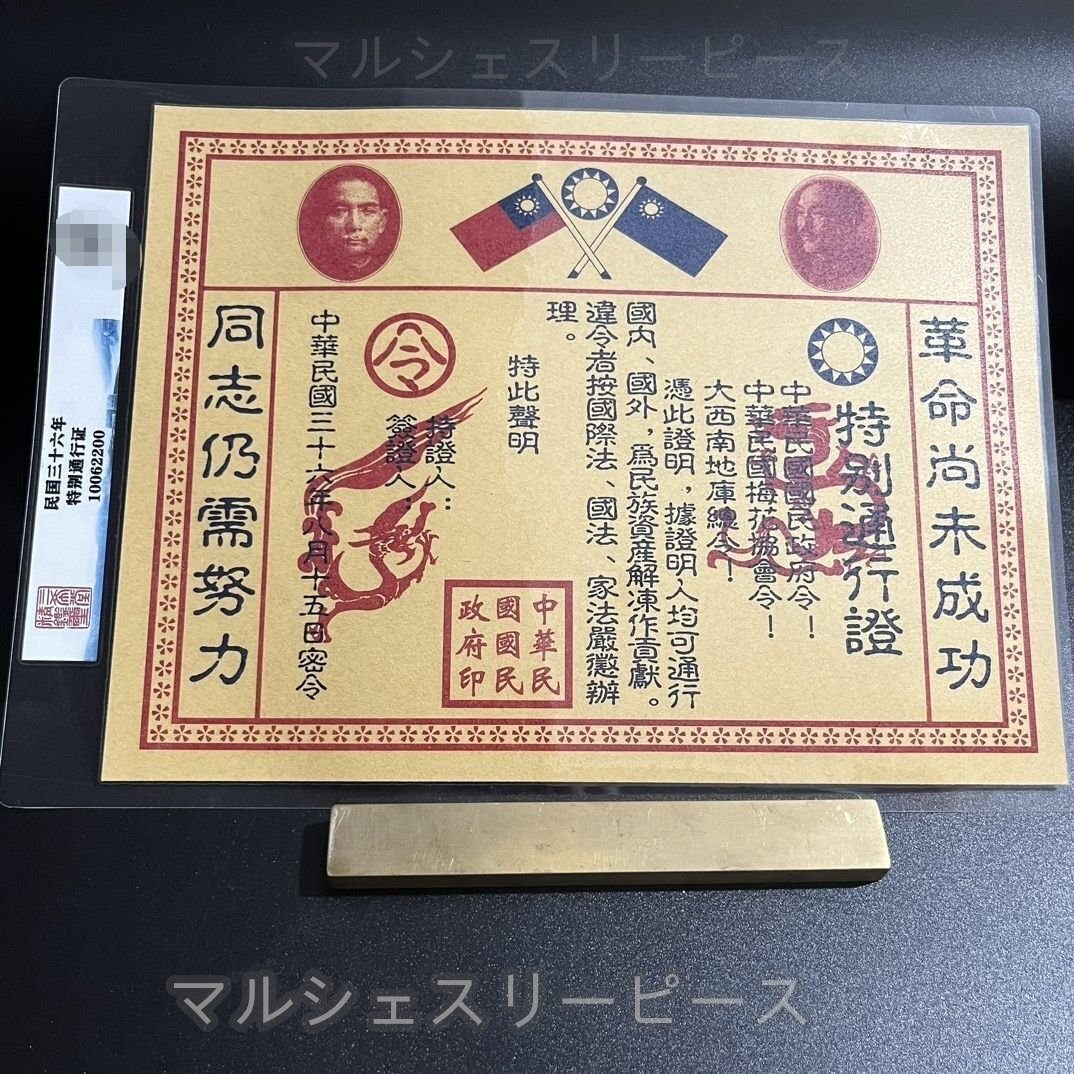 マルシェスリーピース
革命尚未成功
特別通行證
中華民國國民政府令！
中華民國梅花協會令！
大西南地庫總令！
憑此證明，據證明人均可通行
國內、國外，爲民族資産解凍作貢獻。
違令者按國際法、國法、家法嚴懲辦
理。
特此聲明
持證人：
簽證人：
令
中華民國三十六年八月十五日密令
中華民
國國民
政府印
同志仍需努力
民国三十六年
特别通行证
10062200
マルシェスリーピース